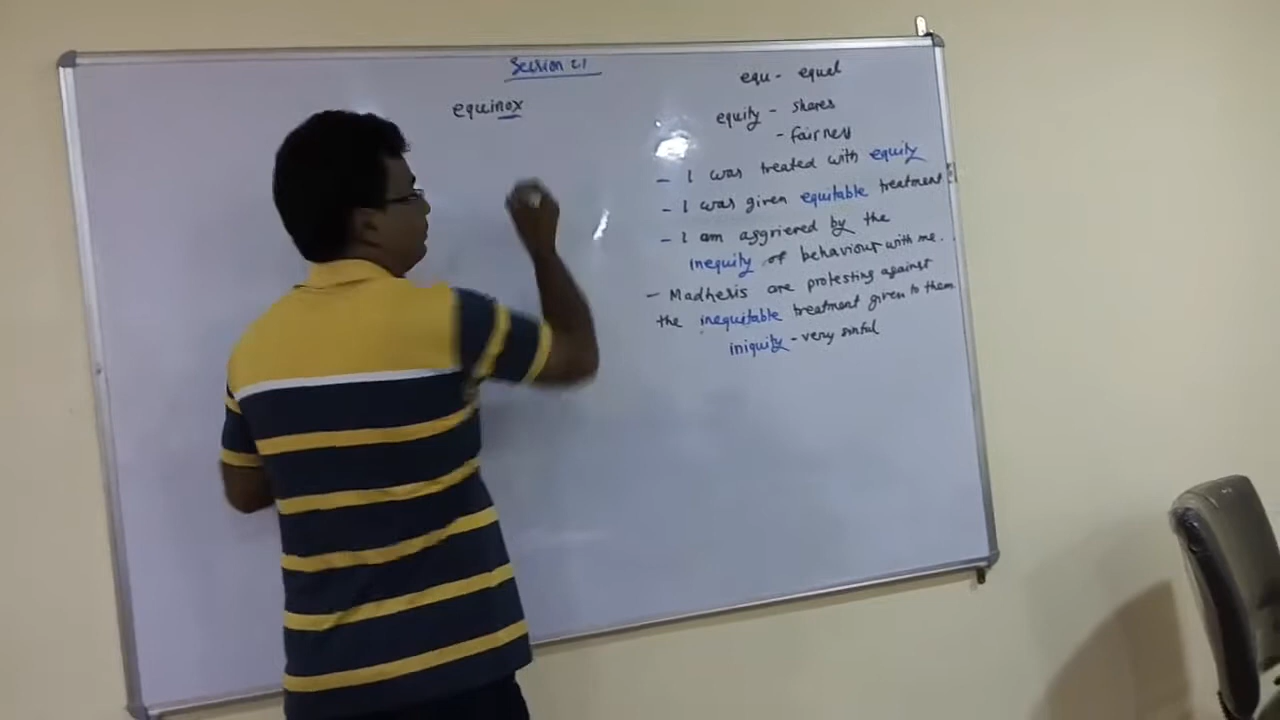 Session 21
equinox
equ - equal
equity - shares
- fairness
- I was treated with equity
- I was given equitable treatment
- I am aggrieved by the
inequity of behaviour with me.
- Madhesis are protesting against
the inequitable treatment given to them
iniquity - very sinful